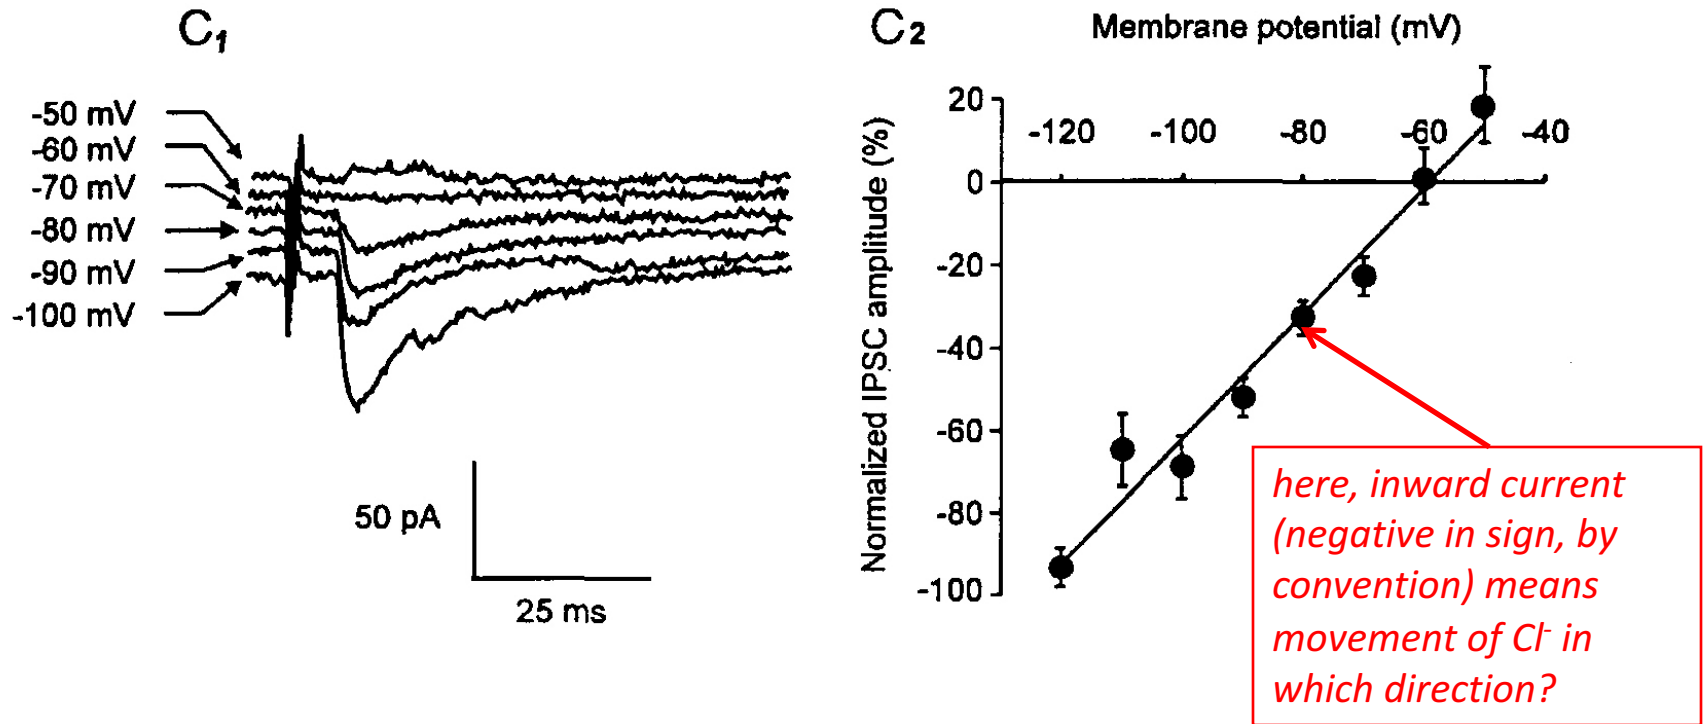 C1
-50 mV
-60 mV
-70 mV
-80 mV
-90 mV
-100 mV
50 pA
25 ms
C2
Membrane potential (mV)
Normalized IPSC amplitude (%)
20
0
-20
-40
-60
-80
-100
-120
-100
-80
-60
-40
here, inward current
(negative in sign, by
convention) means
movement of Cl- in
which direction?